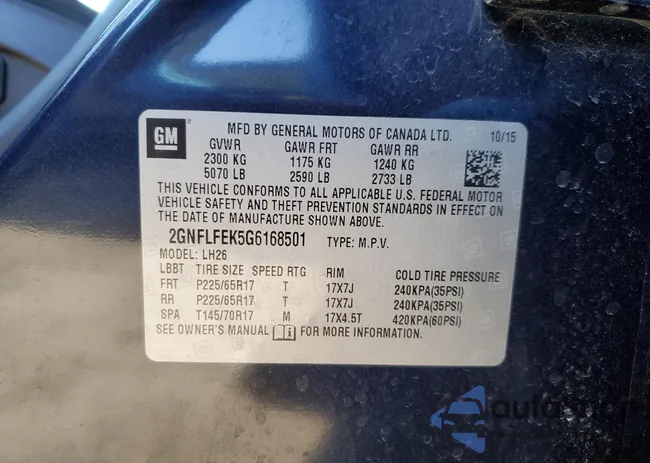 GM
MFD BY GENERAL MOTORS OF CANADA LTD. 10/15
GVWR GAWR FRT GAWR RR
2300 KG 1175 KG 1240 KG
5070 LB 2590 LB 2733 LB
THIS VEHICLE CONFORMS TO ALL APPLICABLE U.S. FEDERAL MOTOR
VEHICLE SAFETY AND THEFT PREVENTION STANDARDS IN EFFECT ON
THE DATE OF MANUFACTURE SHOWN ABOVE.
2GNFLFEK5G6168501 TYPE: M.P.V.
MODEL: LH26
LBBT TIRE SIZE SPEED RTG RIM COLD TIRE PRESSURE
FRT P225/65R17 T 17X7J 240KPA(35PSI)
RR P225/65R17 T 17X7J 240KPA(35PSI)
SPA T145/70R17 M 17X4.5T 420KPA(60PSI)
SEE OWNER'S MANUAL FOR MORE INFORMATION.